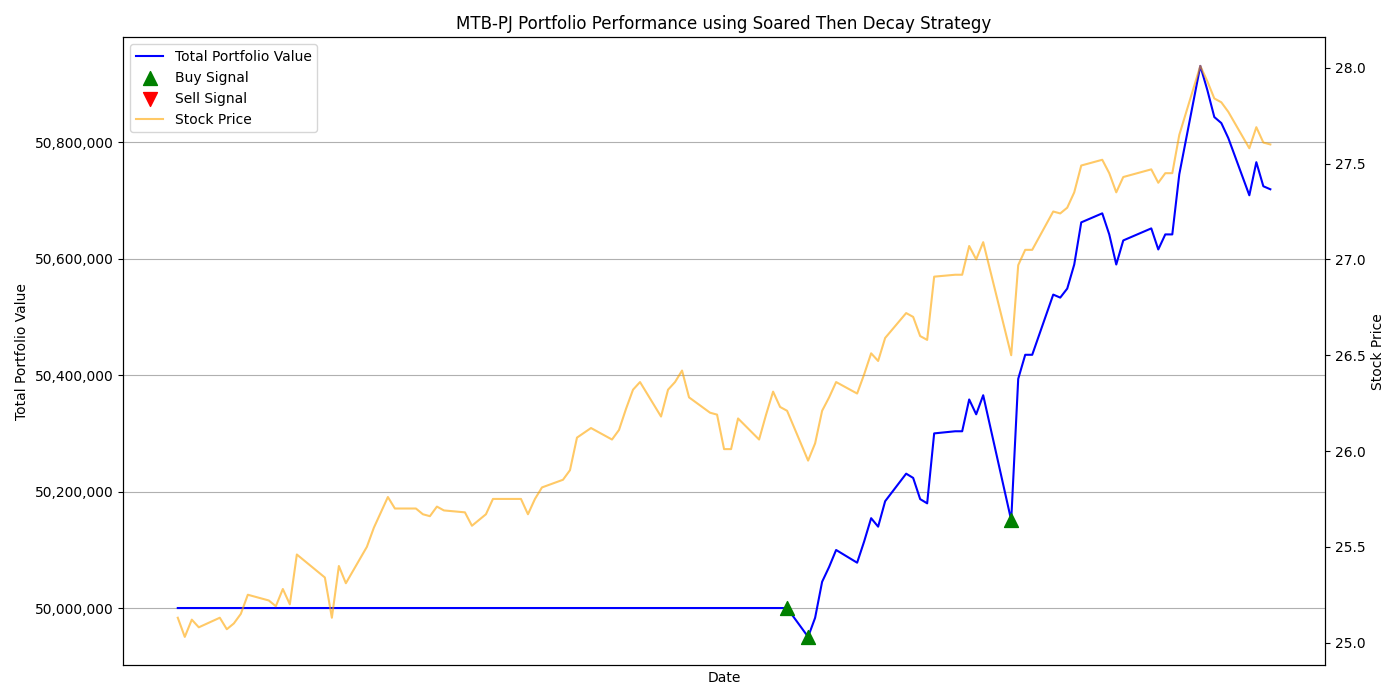 MTB-PJ Portfolio Performance using Soared Then Decay Strategy
Total Portfolio Value
Buy Signal
Sell Signal
Stock Price
50,800,000
50,600,000
50,400,000
50,200,000
50,000,000
Total Portfolio Value
28.0
27.5
27.0
26.5
26.0
25.5
25.0
Stock Price
Date